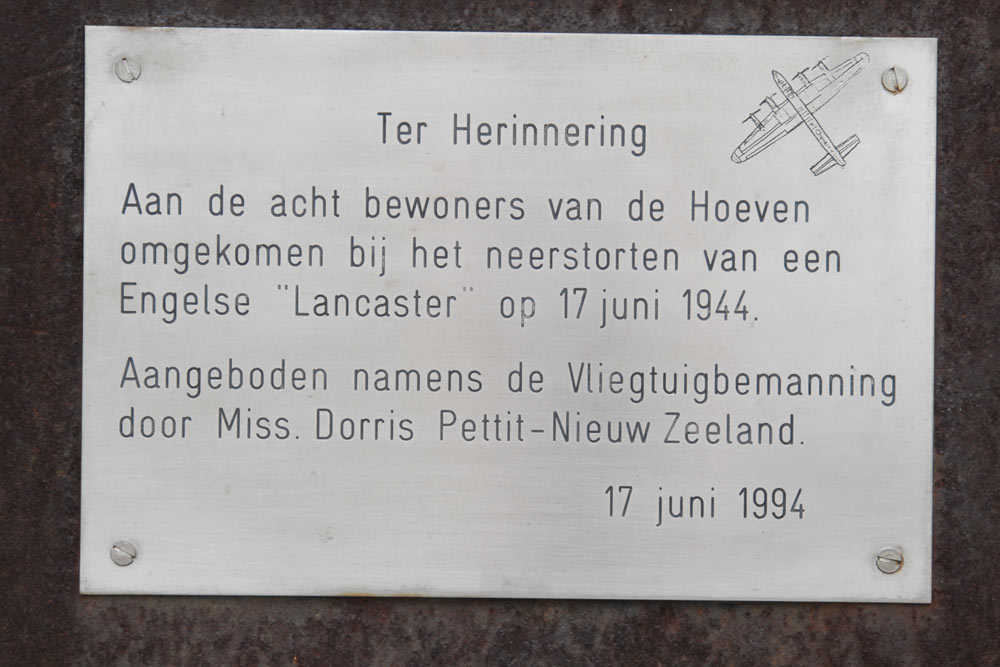 Ter Herinnering
Aan de acht bewoners van de Hoeven
omgekomen bij het neerstorten van een
Engelse "Lancaster" op 17 juni 1944.
Aangeboden namens de Vliegtuigbemanning
door Miss. Dorris Pettit-Nieuw Zeeland.
17 juni 1994